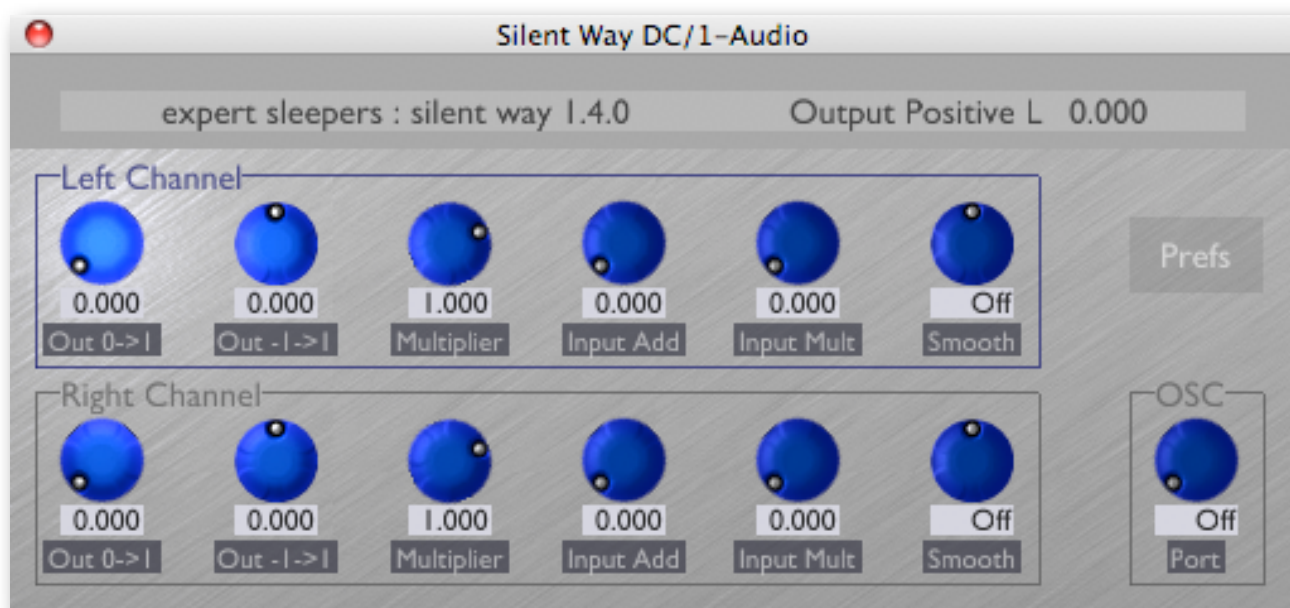 Silent Way DC/1-Audio
expert sleepers : silent way 1.4.0 Output Positive L 0.000
Left Channel
0.000 0.000 1.000 0.000 0.000 Off
Out 0->1 Out -1->1 Multiplier Input Add Input Mult Smooth
Prefs
Right Channel
0.000 0.000 1.000 0.000 0.000 Off
Out 0->1 Out -1->1 Multiplier Input Add Input Mult Smooth
OSC
Off
Port